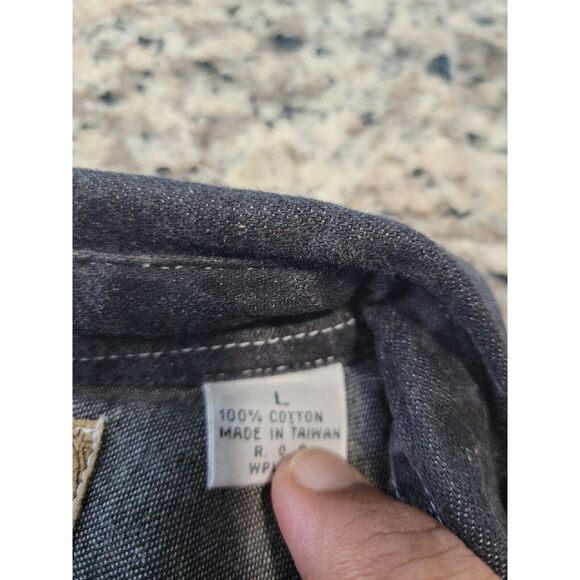 L
100% COTTON
MADE IN TAIWAN
R. O.